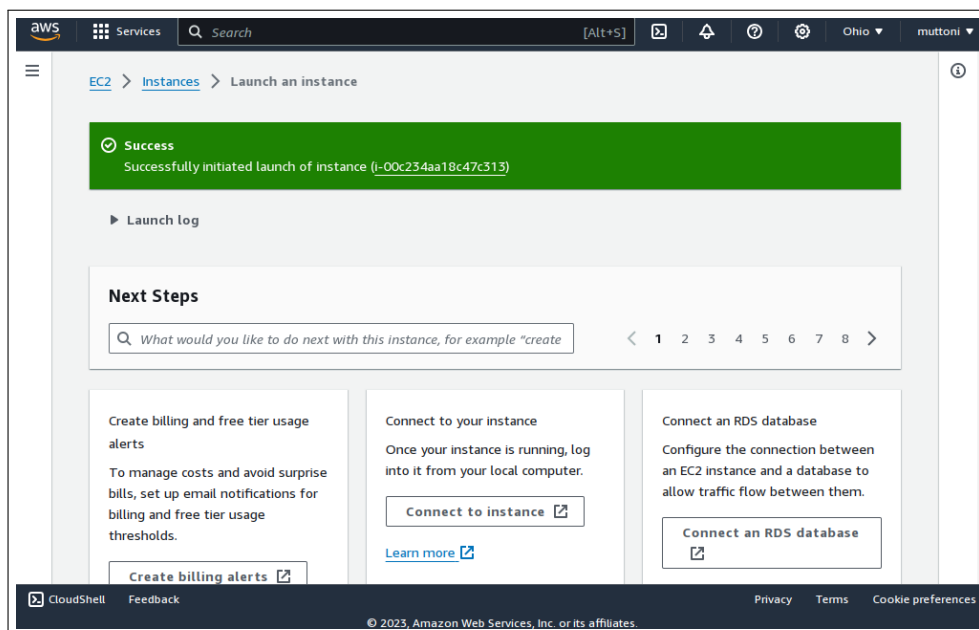 aws
Services
Search
[Alt+S]
Ohio
muttoni
EC2 > Instances > Launch an instance
Success
Successfully initiated launch of instance (i-00c234aa18c47c313)
Launch log
Next Steps
What would you like to do next with this instance, for example "create
1 2 3 4 5 6 7 8
Create billing and free tier usage
alerts
To manage costs and avoid surprise
bills, set up email notifications for
billing and free tier usage
thresholds.
Create billing alerts
Connect to your instance
Once your instance is running, log
into it from your local computer.
Connect to instance
Learn more
Connect an RDS database
Configure the connection between
an EC2 instance and a database to
allow traffic flow between them.
Connect an RDS database
CloudShell
Feedback
Privacy
Terms
Cookie preferences
© 2023, Amazon Web Services, Inc. or its affiliates.